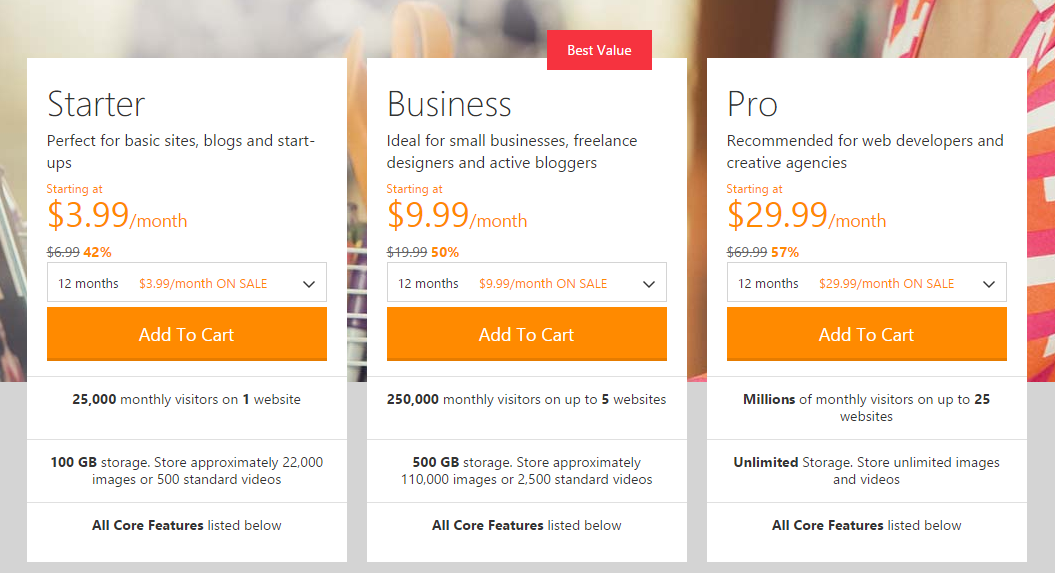 Best Value
Starter
Perfect for basic sites, blogs and start-
ups
Starting at
$3.99/month
$6.99 42%
12 months $3.99/month ON SALE
Add To Cart
25,000 monthly visitors on 1 website
100 GB storage. Store approximately 22,000
images or 500 standard videos
All Core Features listed below
Business
Ideal for small businesses, freelance
designers and active bloggers
Starting at
$9.99/month
$19.99 50%
12 months $9.99/month ON SALE
Add To Cart
250,000 monthly visitors on up to 5 websites
500 GB storage. Store approximately
110,000 images or 2,500 standard videos
All Core Features listed below
Pro
Recommended for web developers and
creative agencies
Starting at
$29.99/month
$69.99 57%
12 months $29.99/month ON SALE
Add To Cart
Millions of monthly visitors on up to 25
websites
Unlimited Storage. Store unlimited images
and videos
All Core Features listed below